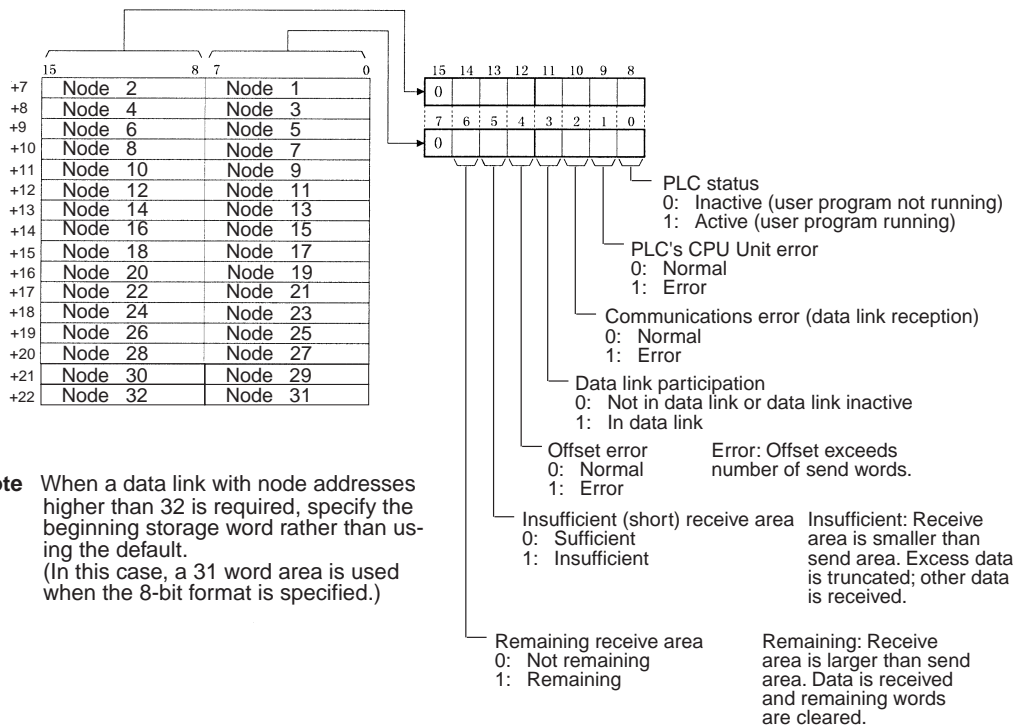 15 8 7 0
+7 Node 2 Node 1
+8 Node 4 Node 3
+9 Node 6 Node 5
+10 Node 8 Node 7
+11 Node 10 Node 9
+12 Node 12 Node 11
+13 Node 14 Node 13
+14 Node 16 Node 15
+15 Node 18 Node 17
+16 Node 20 Node 19
+17 Node 22 Node 21
+18 Node 24 Node 23
+19 Node 26 Node 25
+20 Node 28 Node 27
+21 Node 30 Node 29
+22 Node 32 Node 31
15 14 13 12 11 10 9 8
0
7 6 5 4 3 2 1 0
0
PLC status
0: Inactive (user program not running)
1: Active (user program running)
PLC's CPU Unit error
0: Normal
1: Error
Communications error (data link reception)
0: Normal
1: Error
Data link participation
0: Not in data link or data link inactive
1: In data link
Offset error
0: Normal
1: Error
Error: Offset exceeds
number of send words.
Insufficient (short) receive area
0: Sufficient
1: Insufficient
Insufficient: Receive
area is smaller than
send area. Excess data
is truncated; other data
is received.
Remaining receive area
0: Not remaining
1: Remaining
Remaining: Receive
area is larger than send
area. Data is received
and remaining words
are cleared.
ote When a data link with node addresses
higher than 32 is required, specify the
beginning storage word rather than us-
ing the default.
(In this case, a 31 word area is used
when the 8-bit format is specified.)